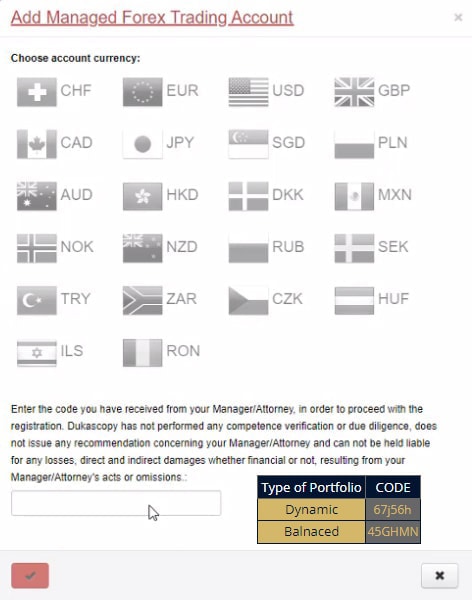 Add Managed Forex Trading Account ×
Choose account currency:
CHF EUR USD GBP
CAD JPY SGD PLN
AUD HKD DKK MXN
NOK NZD RUB SEK
TRY ZAR CZK HUF
ILS RON
Enter the code you have received from your Manager/Attorney, in order to proceed with the
registration. Dukascopy has not performed any competence verification or due diligence, does
not issue any recommendation concerning your Manager/Attorney and can not be held liable
for any losses, direct and indirect damages whether financial or not, resulting from your
Manager/Attorney's acts or omissions.:
Type of Portfolio CODE
Dynamic 67j56h
Balnaced 45GHMN